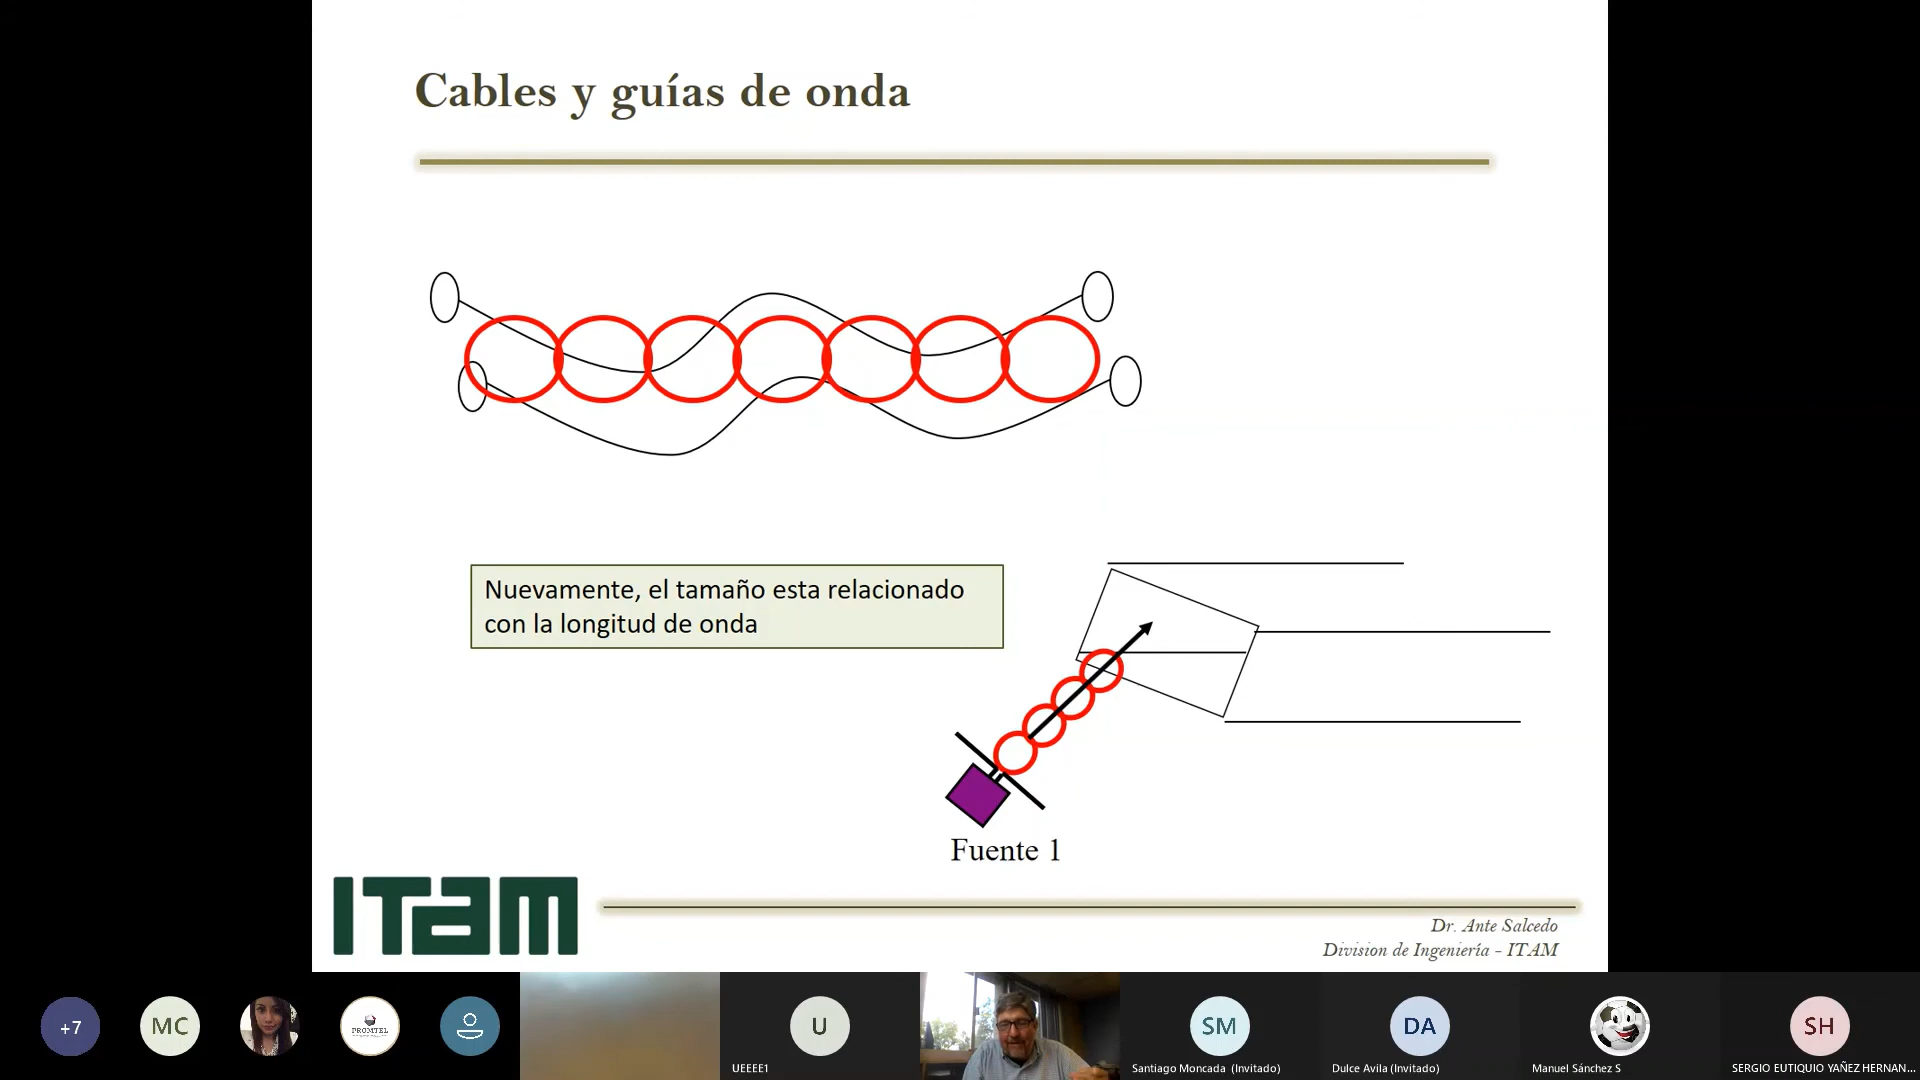 Cables y guías de onda
Nuevamente, el tamaño esta relacionado
con la longitud de onda
Fuente 1
ITAM
Dr. Ante Salcedo
Division de Ingeniería - ITAM
+7
MC
PROMTEL
U
UEEEE1
SM
Santiago Moncada (Invitado)
DA
Dulce Avila (Invitado)
Manuel Sánchez S
SH
SERGIO EUTIQUIO YAÑEZ HERNAN...